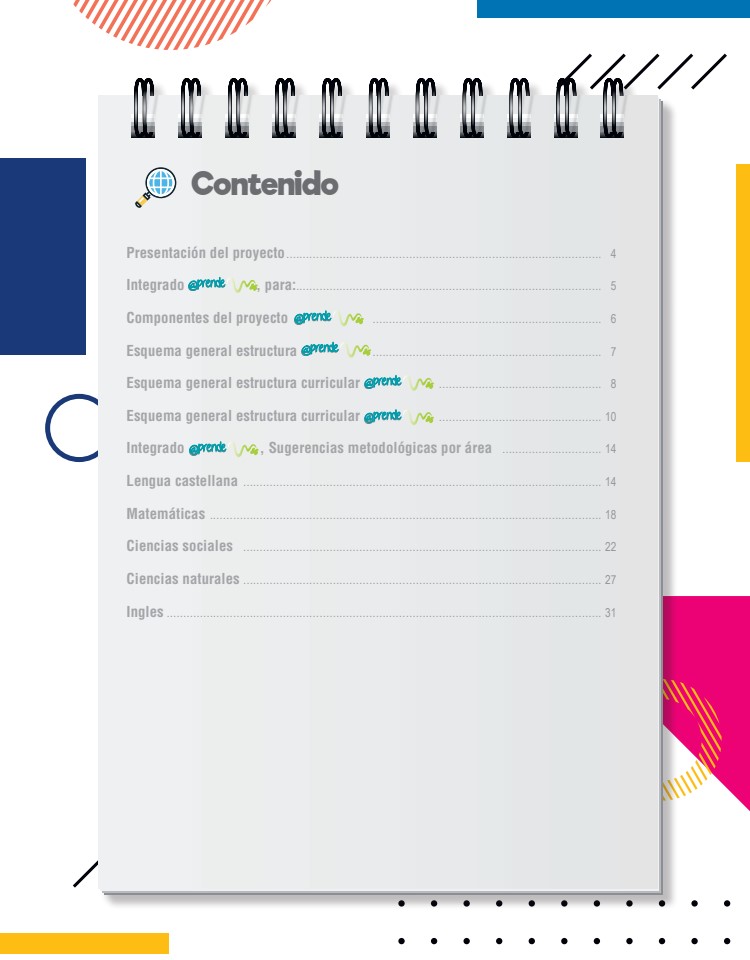 Contenido
Presentación del proyecto 4
Integrado @prende, para: 5
Componentes del proyecto @prende 6
Esquema general estructura @prende 7
Esquema general estructura curricular @prende 8
Esquema general estructura curricular @prende 10
Integrado @prende, Sugerencias metodológicas por área 14
Lengua castellana 14
Matemáticas 18
Ciencias sociales 22
Ciencias naturales 27
Ingles 31